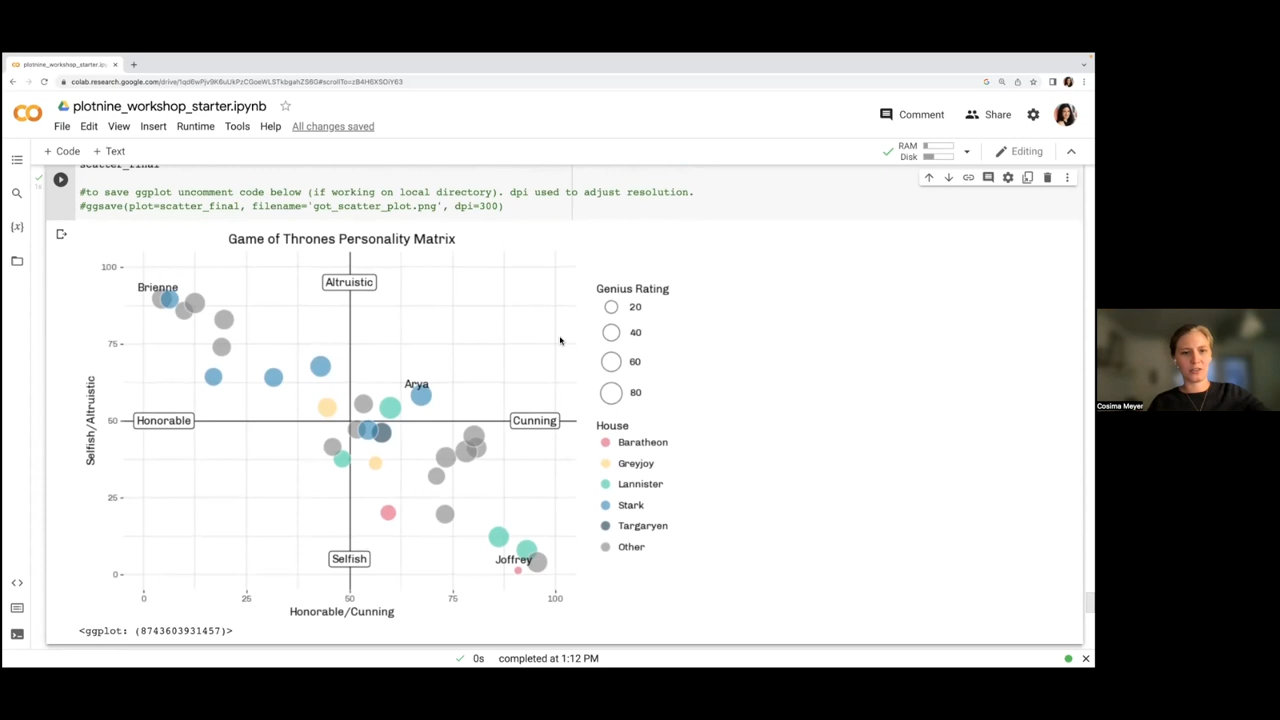 plotnine_workshop_starter.ipy
plotnine_workshop_starter.ipynb
File Edit View Insert Runtime Tools Help All changes saved
Comment Share
+ Code + Text
RAM
Disk
Editing
scatter_final
#to save ggplot uncomment code below (if working on local directory). dpi used to adjust resolution.
#ggsave(plot=scatter_final, filename='got_scatter_plot.png', dpi=300)
Game of Thrones Personality Matrix
100
75
50
25
0
Selfish/Altruistic
Brienne
Altruistic
Arya
Honorable
Cunning
Selfish
Joffrey
0 25 50 75 100
Honorable/Cunning
Genius Rating
20
40
60
80
House
Baratheon
Greyjoy
Lannister
Stark
Targaryen
Other
<ggplot: (8743603931457)>
0s completed at 1:12 PM
Cosima Meyer